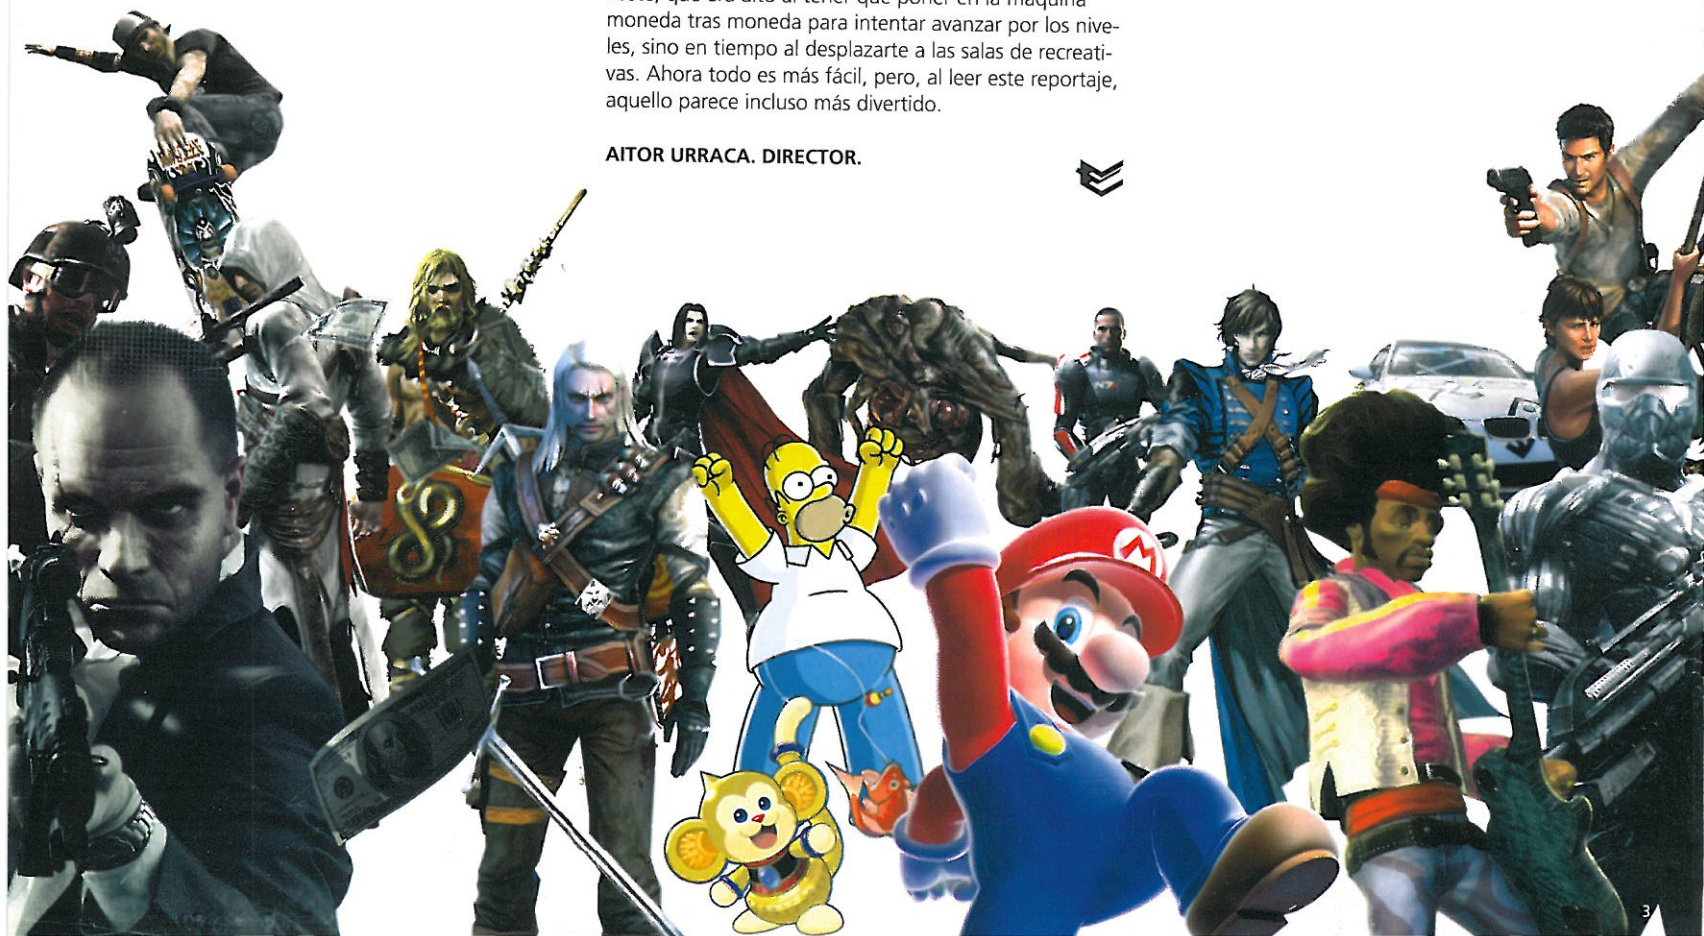 moneda tras moneda para intentar avanzar por los nive-
les, sino en tiempo al desplazarte a las salas de recreati-
vas. Ahora todo es más fácil, pero, al leer este reportaje,
aquello parece incluso más divertido.
AITOR URRACA. DIRECTOR.
N7
M
3